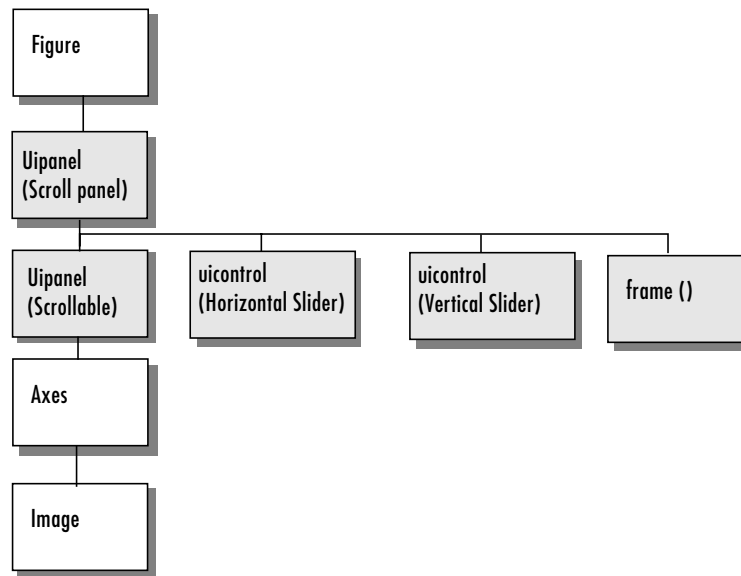 Figure
Uipanel
(Scroll panel)
Uipanel
(Scrollable)
uicontrol
(Horizontal Slider)
uicontrol
(Vertical Slider)
frame ()
Axes
Image